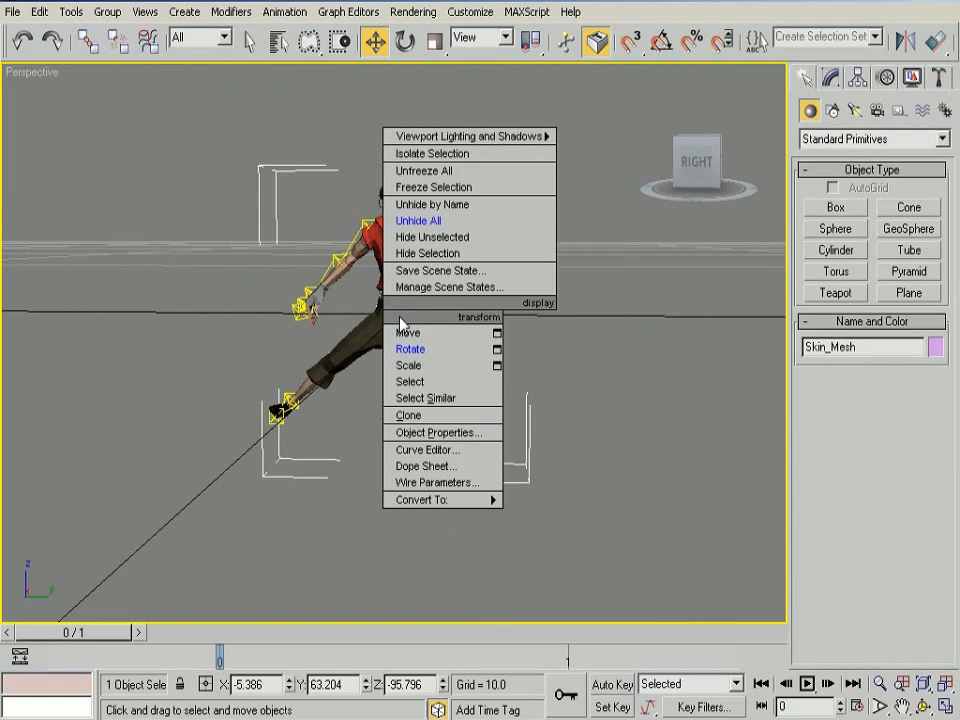 File Edit Tools Group Views Create Modifiers Animation Graph Editors Rendering Customize MAXScript Help
All View Create Selection Set
Perspective
RIGHT
Standard Primitives
Viewport Lighting and Shadows
Isolate Selection
Unfreeze All
Freeze Selection
Unhide by Name
Unhide All
Hide Unselected
Hide Selection
Save Scene State...
Manage Scene States...
display
transform
Move
Rotate
Scale
Select
Select Similar
Clone
Object Properties...
Curve Editor...
Dope Sheet...
Wire Parameters...
Convert To:
- Object Type
AutoGrid
Box Cone
Sphere GeoSphere
Cylinder Tube
Torus Pyramid
Teapot Plane
- Name and Color
Skin_Mesh
z
y
< 0 / 1 >
0 1
1 Object Sele X: -5.386 Y: 63.204 Z: -95.796 Grid = 10.0 Auto Key Selected
Click and drag to select and move objects Add Time Tag Set Key Key Filters... 0